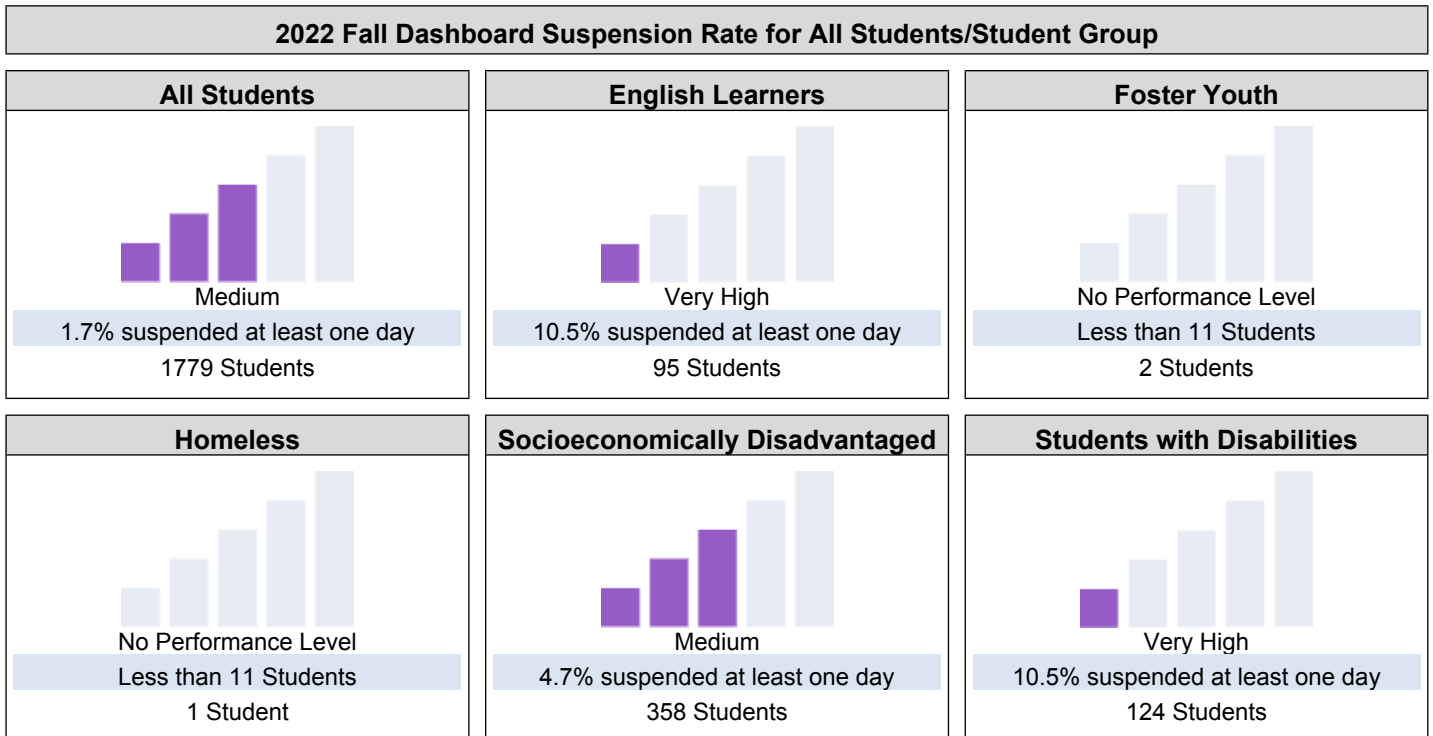 2022 Fall Dashboard Suspension Rate for All Students/Student Group
All Students
Medium
1.7% suspended at least one day
1779 Students
English Learners
Very High
10.5% suspended at least one day
95 Students
Foster Youth
No Performance Level
Less than 11 Students
2 Students
Homeless
No Performance Level
Less than 11 Students
1 Student
Socioeconomically Disadvantaged
Medium
4.7% suspended at least one day
358 Students
Students with Disabilities
Very High
10.5% suspended at least one day
124 Students